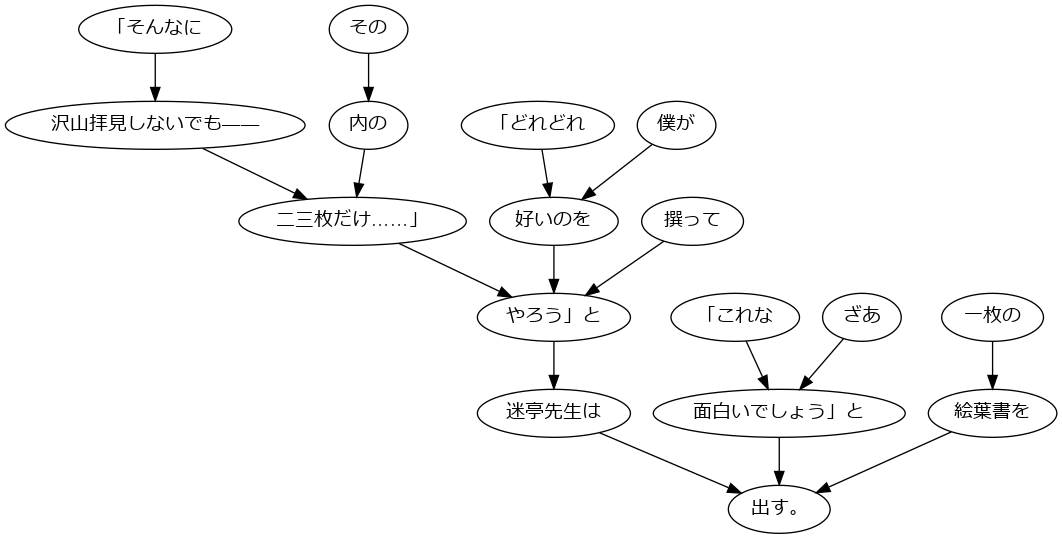 「そんなに
その
沢山拝見しないでも――
内の
「どれどれ
僕が
二三枚だけ……」
好いのを
撰って
やろう」と
「これな
ざあ
一枚の
迷亭先生は
面白いでしょう」と
絵葉書を
出す。